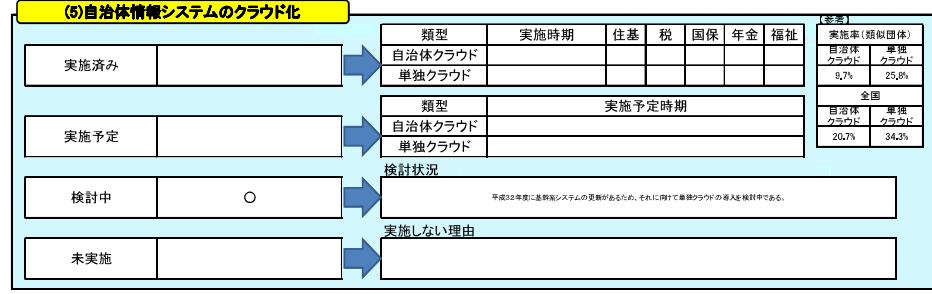 (5)自治体情報システムのクラウド化
【参考】
実施済み
類型 実施時期 住基 税 国保 年金 福祉
自治体クラウド
単独クラウド
実施率(類似団体)
自治体クラウド 単独クラウド
9.7% 25.8%
全国
自治体クラウド 単独クラウド
20.7% 34.3%
実施予定
類型 実施予定時期
自治体クラウド
単独クラウド
検討状況
検討中 ○
平成32年度に基幹系システムの更新があるため、それに向けて単独クラウドの導入を検討中である。
実施しない理由
未実施